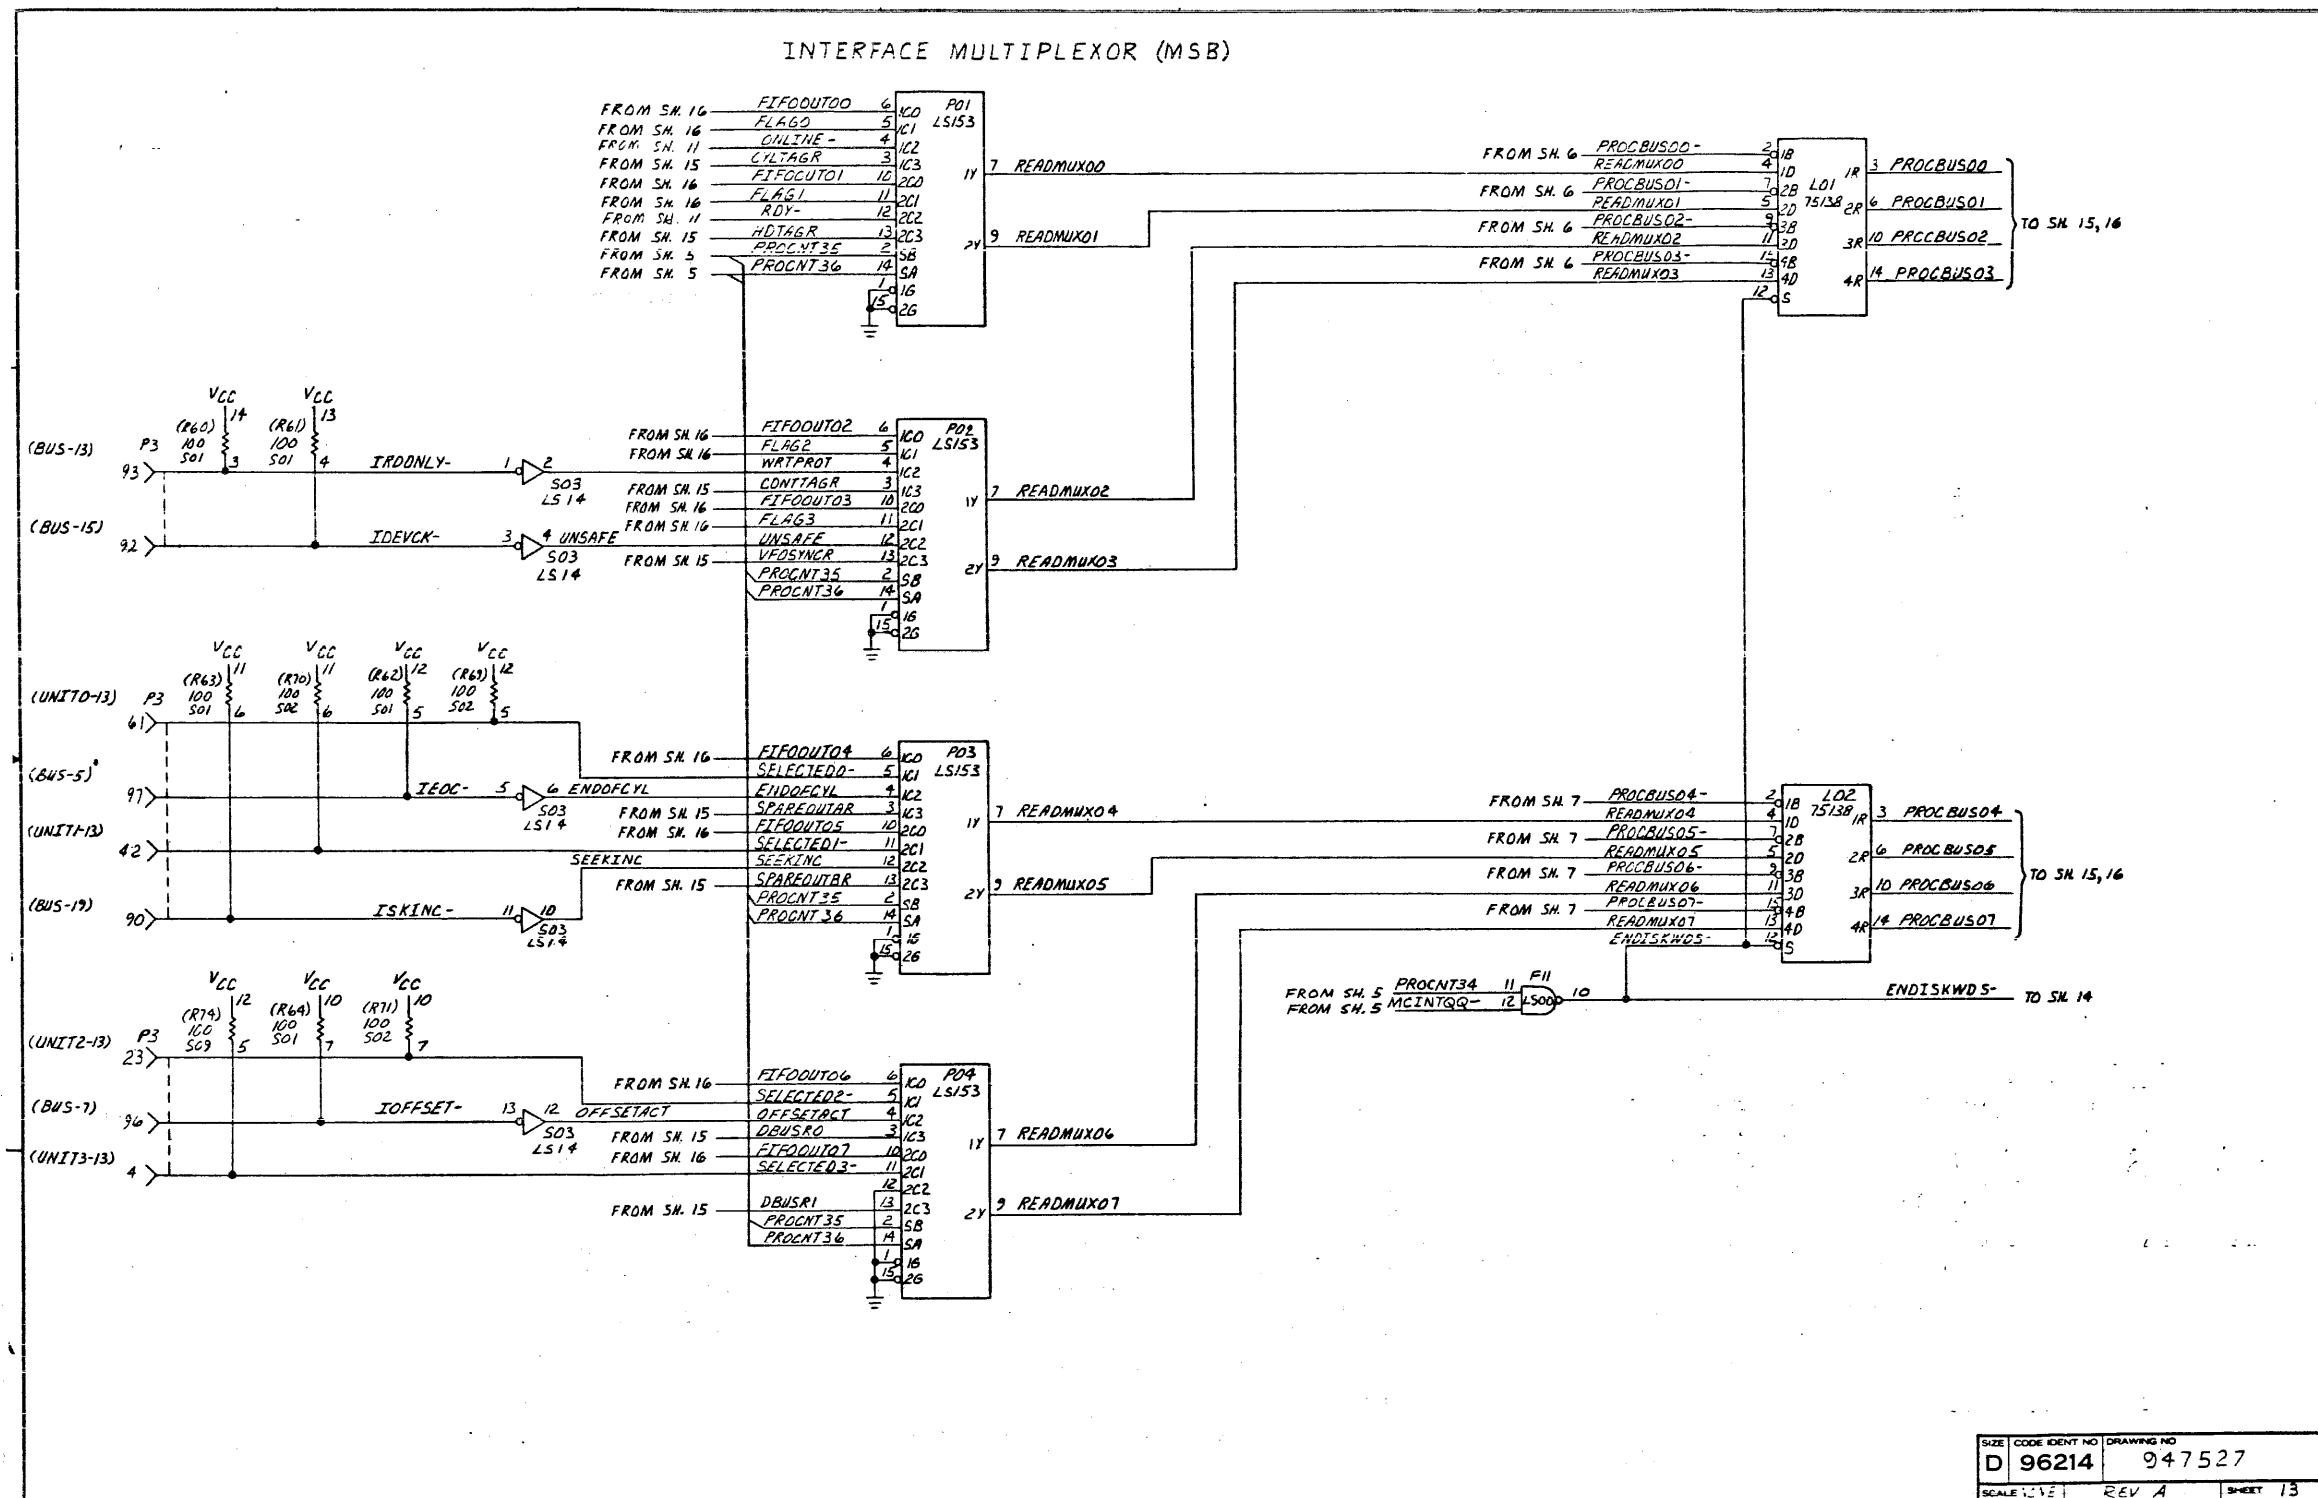 INTERFACE MULTIPLEXOR (MSB)
FROM SH. 16 FIFOOUT00 6 1C0
FROM SH. 16 FLAG0 5 1C1
FROM SH. 11 ONLINE- 4 1C2
FROM SH. 15 CYLTAGR 3 1C3
FROM SH. 16 FIFOOUT01 10 2C0
FROM SH. 16 FLAG1 11 2C1
FROM SH. 11 RDY- 12 2C2
FROM SH. 15 HDTAGR 13 2C3
FROM SH. 5 PROCNT35 2 SB
FROM SH. 5 PROCNT36 14 SA
1 1G
15 2G
P01
LS153
1Y 7 READMUX00
2Y 9 READMUX01
FROM SH. 6 PROCBUS00- 2 1B
READMUX00 4 1D
FROM SH. 6 PROCBUS01- 7 2B
READMUX01 5 2D
FROM SH. 6 PROCBUS02- 9 3B
READMUX02 11 3D
FROM SH. 6 PROCBUS03- 15 4B
READMUX03 13 4D
12 S
L01
75138
1R 3 PROCBUS00
2R 6 PROCBUS01
3R 10 PROCBUS02
4R 14 PROCBUS03
TO SH. 15, 16
VCC VCC
14 13
(R60) (R61)
100 100
S01 3 S01 4
(BUS-13) P3
93 IRDONLY- 1 2
S03
LS14
(BUS-15)
92 IDEVCK- 3 4 UNSAFE
S03
LS14
FROM SH. 16 FIFOOUT02 6 1C0
FROM SH. 16 FLAG2 5 1C1
WRTPROT 4 1C2
FROM SH. 15 CONTTAGR 3 1C3
FROM SH. 16 FIFOOUT03 10 2C0
FROM SH. 16 FLAG3 11 2C1
UNSAFE 12 2C2
FROM SH. 15 VFOSYNCR 13 2C3
PROCNT35 2 SB
PROCNT36 14 SA
1 1G
15 2G
P02
LS153
1Y 7 READMUX02
2Y 9 READMUX03
VCC VCC VCC VCC
11 11 12 12
(R63) (R70) (R62) (R69)
100 100 100 100
S01 6 S02 6 S01 5 S02 5
(UNIT0-13) P3
61
(BUS-5)
97 IEOC- 5 6 ENDOFCYL
S03
LS14
(UNIT1-13)
42
SEEKINC
(BUS-19)
90 ISKINC- 11 10
S03
LS14
FROM SH. 16 FIFOOUT04 6 1C0
SELECTED0- 5 1C1
ENDOFCYL 4 1C2
FROM SH. 15 SPAREOUTAR 3 1C3
FROM SH. 16 FIFOOUT05 10 2C0
SELECTED1- 11 2C1
SEEKINC 12 2C2
FROM SH. 15 SPAREOUTBR 13 2C3
PROCNT35 2 SB
PROCNT36 14 SA
1 1G
15 2G
P03
LS153
1Y 7 READMUX04
2Y 9 READMUX05
FROM SH. 7 PROCBUS04- 2 1B
READMUX04 4 1D
FROM SH. 7 PROCBUS05- 7 2B
READMUX05 5 2D
FROM SH. 7 PROCBUS06- 9 3B
READMUX06 11 3D
FROM SH. 7 PROCBUS07- 15 4B
READMUX07 13 4D
ENDISKWDS- 12 S
L02
75138
1R 3 PROCBUS04
2R 6 PROCBUS05
3R 10 PROCBUS06
4R 14 PROCBUS07
TO SH. 15, 16
FROM SH. 5 PROCNT34 11
FROM SH. 5 MCINTQQ- 12
F11
LS00 10
ENDISKWDS- TO SH. 14
VCC VCC VCC
12 10 10
(R74) (R64) (R71)
100 100 100
S09 5 S01 7 S02 7
(UNIT2-13) P3
23
(BUS-7)
96 IOFFSET- 13 12 OFFSETACT
S03
LS14
(UNIT3-13)
4
FROM SH. 16 FIFOOUT06 6 1C0
SELECTED2- 5 1C1
OFFSETACT 4 1C2
FROM SH. 15 DBUSR0 3 1C3
FROM SH. 16 FIFOOUT07 10 2C0
SELECTED3- 11 2C1
12 2C2
FROM SH. 15 DBUSR1 13 2C3
PROCNT35 2 SB
PROCNT36 14 SA
1 1G
15 2G
P04
LS153
1Y 7 READMUX06
2Y 9 READMUX07
SIZE CODE IDENT NO DRAWING NO
D 96214 947527
SCALE REV A SHEET 13